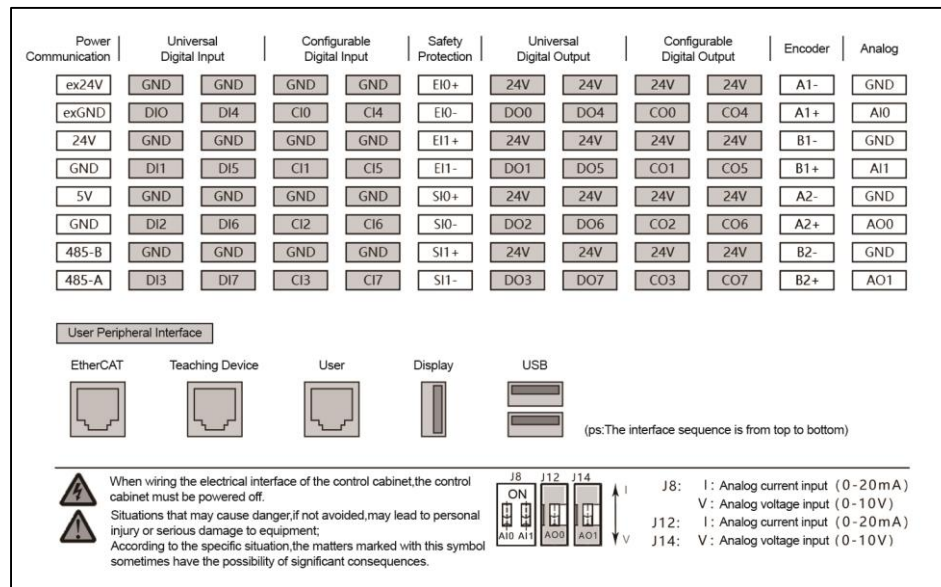 Power Communication | Universal Digital Input | Configurable Digital Input | Safety Protection | Universal Digital Output | Configurable Digital Output | Encoder | Analog
ex24V GND GND GND GND EI0+ 24V 24V 24V 24V A1- GND
exGND DIO DI4 CI0 CI4 EI0- DO0 DO4 CO0 CO4 A1+ AI0
24V GND GND GND GND EI1+ 24V 24V 24V 24V B1- GND
GND DI1 DI5 CI1 CI5 EI1- DO1 DO5 CO1 CO5 B1+ AI1
5V GND GND GND GND SI0+ 24V 24V 24V 24V A2- GND
GND DI2 DI6 CI2 CI6 SI0- DO2 DO6 CO2 CO6 A2+ AO0
485-B GND GND GND GND SI1+ 24V 24V 24V 24V B2- GND
485-A DI3 DI7 CI3 CI7 SI1- DO3 DO7 CO3 CO7 B2+ AO1
User Peripheral Interface
EtherCAT Teaching Device User Display USB
(ps:The interface sequence is from top to bottom)
When wiring the electrical interface of the control cabinet,the control
cabinet must be powered off.
Situations that may cause danger,if not avoided,may lead to personal
injury or serious damage to equipment;
According to the specific situation,the matters marked with this symbol
sometimes have the possibility of significant consequences.
J8 J12 J14
ON I
AI0 AI1 AO0 AO1 V
J8: I: Analog current input (0-20mA)
V: Analog voltage input (0-10V)
J12: I: Analog current input (0-20mA)
J14: V: Analog voltage input (0-10V)